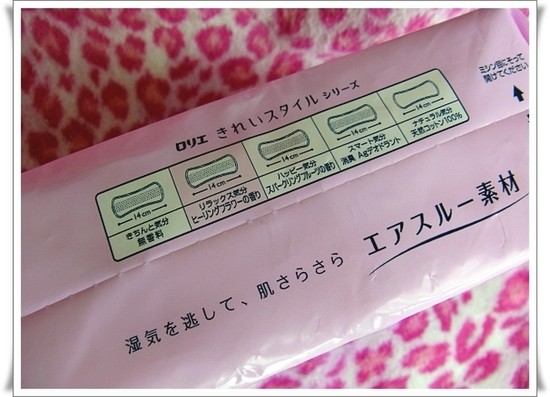 ミシン目にそって
開けてください
ロリエ きれいスタイル シリーズ
14cm
きちんと気分
無香料
14cm
リラックス気分
ヒーリングフラワーの香り
14cm
ハッピー気分
スパークリングフルーツの香り
14cm
スマート気分
消臭 Agデオドラント
14cm
ナチュラル気分
天然コットン100%
湿気を逃して、肌さらさら エアスルー素材